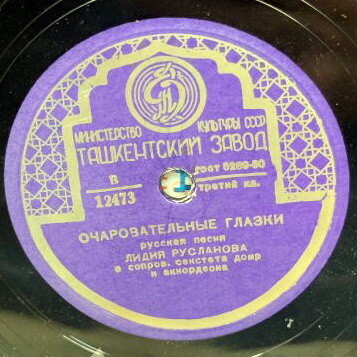 МИНИСТЕРСТВО КУЛЬТУРЫ СССР
ТАШКЕНТСКИЙ ЗАВОД
В
12473
ГОСТ 5289-50
третий кл.
ОЧАРОВАТЕЛЬНЫЕ ГЛАЗКИ
русская песня
ЛИДИЯ РУСЛАНОВА
в сопров. секстета домр
и аккордеона